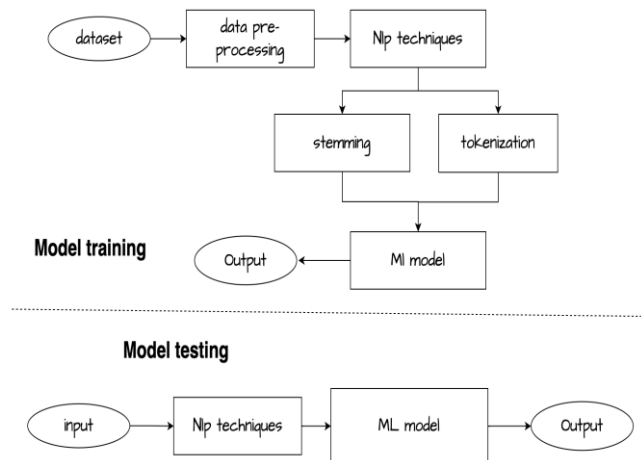 dataset
data pre-
processing
Nlp techniques
stemming
tokenization
Model training
Output
Ml model
Model testing
input
Nlp techniques
ML model
Output